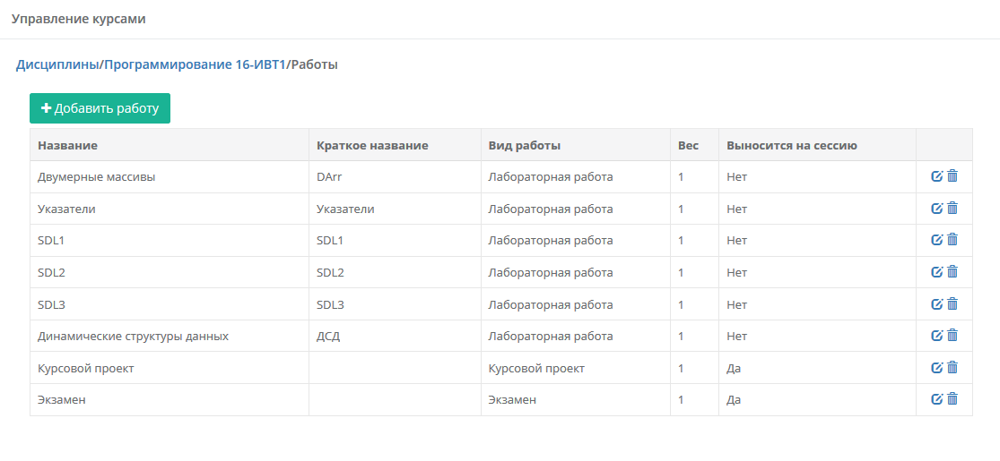 Управление курсами
Дисциплины/Программирование 16-ИВТ1/Работы
Добавить работу
Название Краткое название Вид работы Вес Выносится на сессию
Двумерные массивы DArr Лабораторная работа 1 Нет
Указатели Указатели Лабораторная работа 1 Нет
SDL1 SDL1 Лабораторная работа 1 Нет
SDL2 SDL2 Лабораторная работа 1 Нет
SDL3 SDL3 Лабораторная работа 1 Нет
Динамические структуры данных ДСД Лабораторная работа 1 Нет
Курсовой проект Курсовой проект 1 Да
Экзамен Экзамен 1 Да